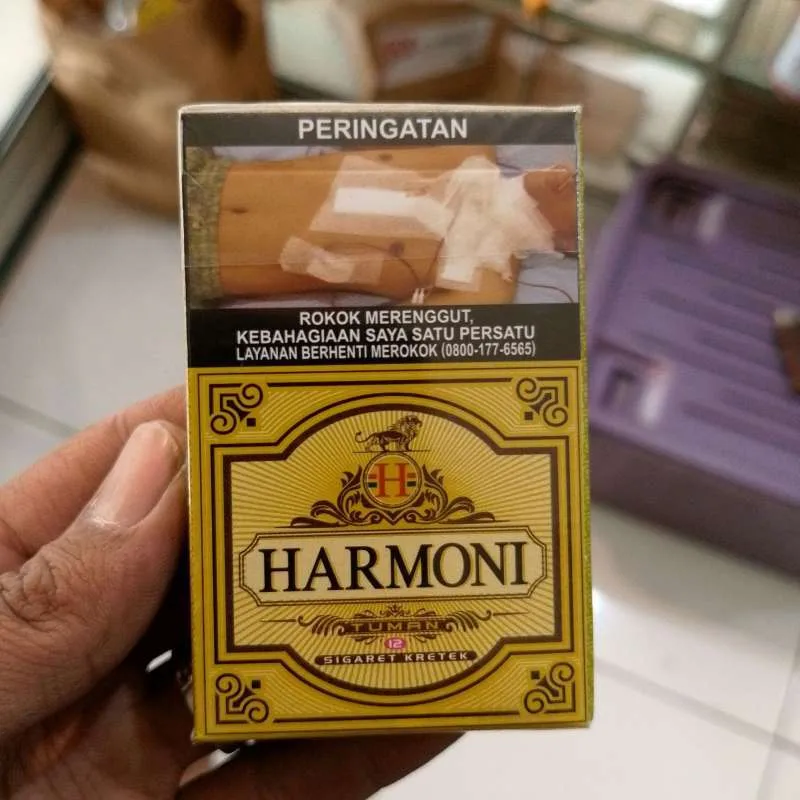 PERINGATAN
ROKOK MERENGGUT,
KEBAHAGIAAN SAYA SATU PERSATU
LAYANAN BERHENTI MEROKOK (0800-177-6565)
H
HARMONI
TUMAN
12
SIGARET KRETEK